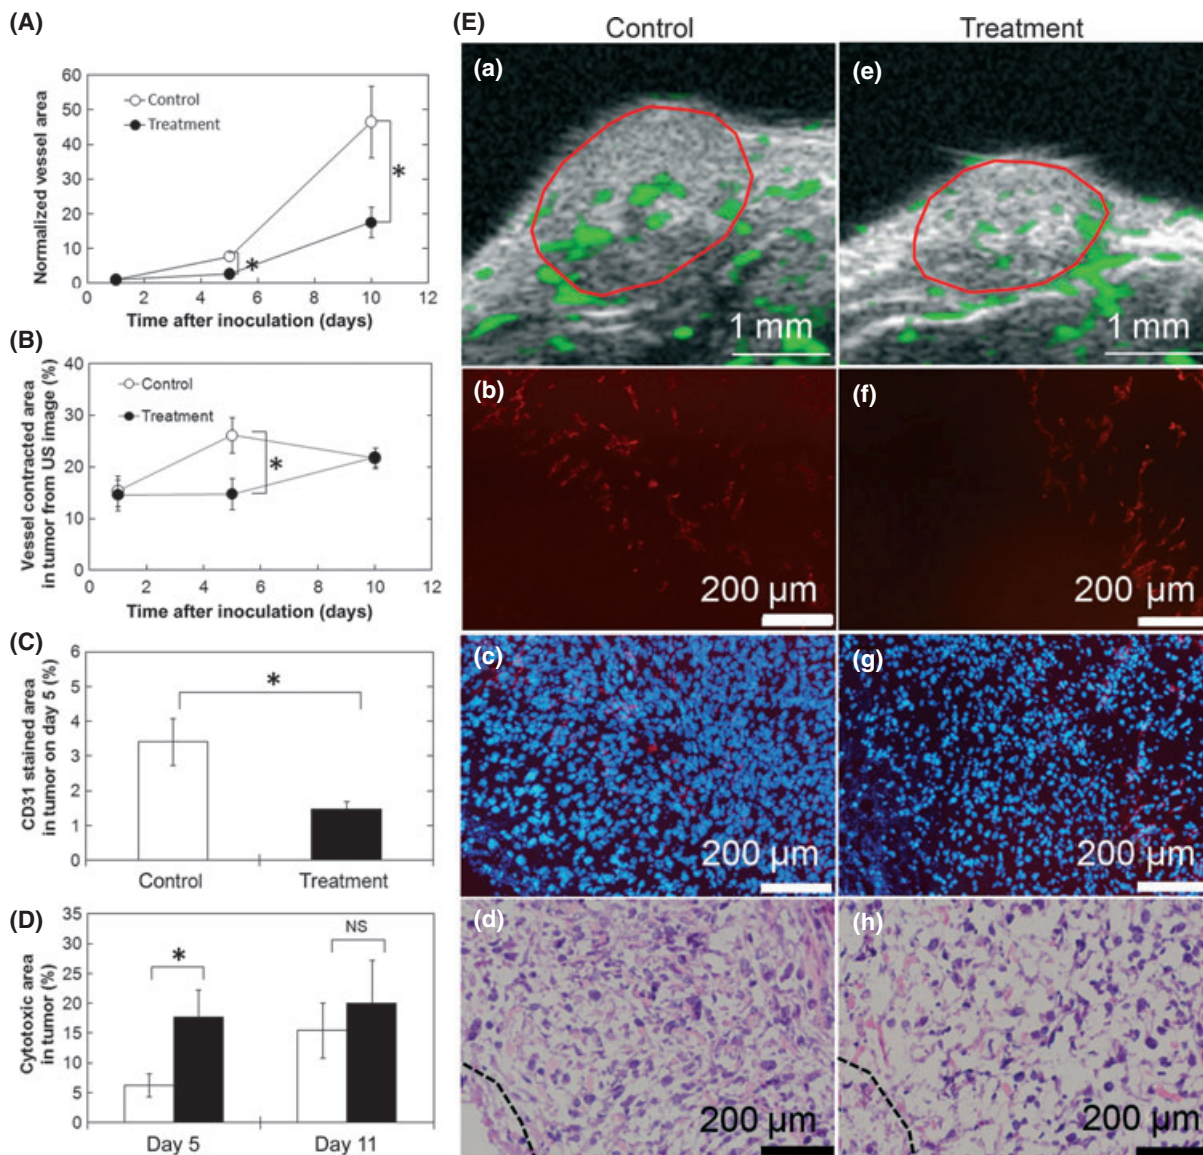 (A)
Normalized vessel area
60
50
40
30
20
10
0
Control
Treatment
*
*
0 2 4 6 8 10 12
Time after inoculation (days)
(B)
Vessel contracted area
in tumor from US image (%)
40
30
20
10
0
Control
Treatment
*
0 2 4 6 8 10 12
Time after inoculation (days)
(C)
CD31 stained area
in tumor on day 5 (%)
6
5
4
3
2
1
0
*
Control Treatment
(D)
Cytotoxic area
in tumor (%)
35
30
25
20
15
10
5
0
*
NS
Day 5 Day 11
(E)
Control Treatment
(a)
1 mm
(e)
1 mm
(b)
200 µm
(f)
200 µm
(c)
200 µm
(g)
200 µm
(d)
200 µm
(h)
200 µm